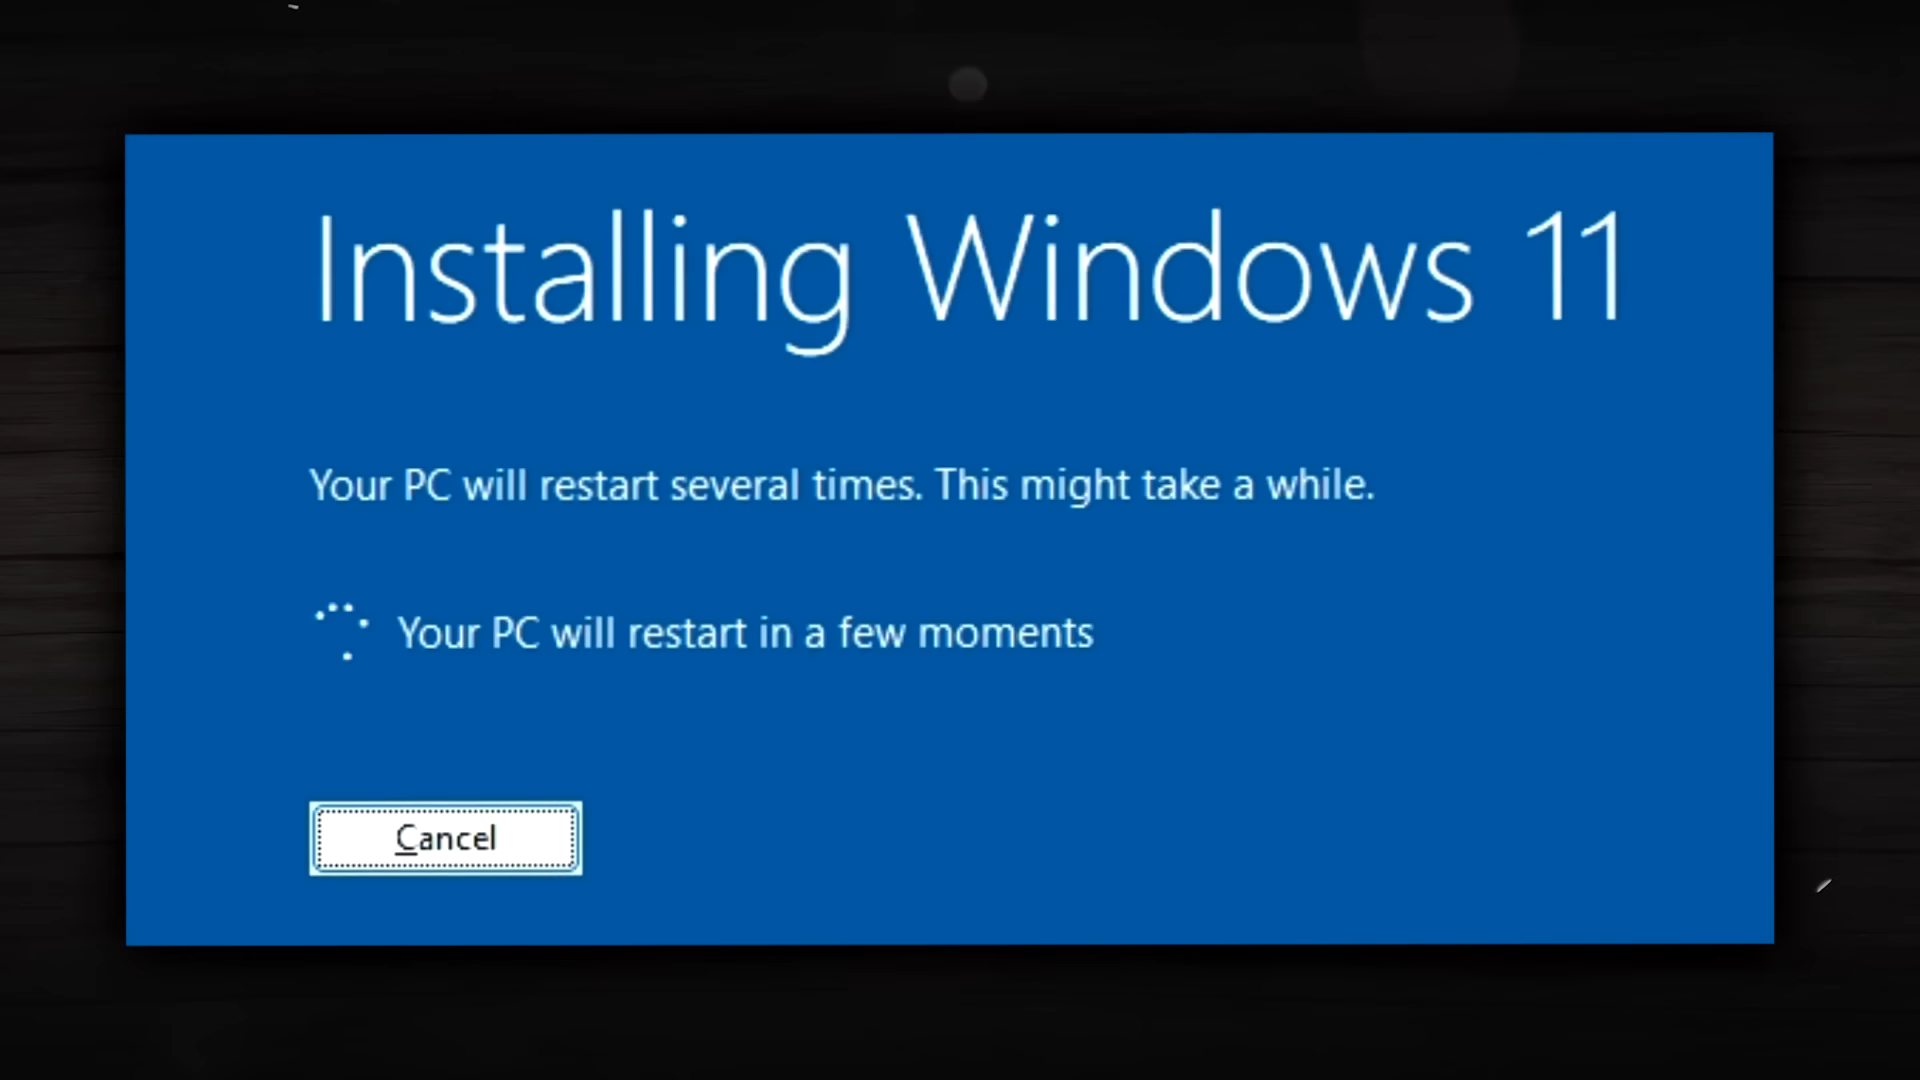 Installing Windows 11
Your PC will restart several times. This might take a while.
Your PC will restart in a few moments
Cancel